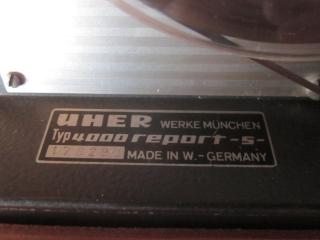 UHER WERKE MÜNCHEN
Typ 4000 report -S-
MADE IN W.-GERMANY